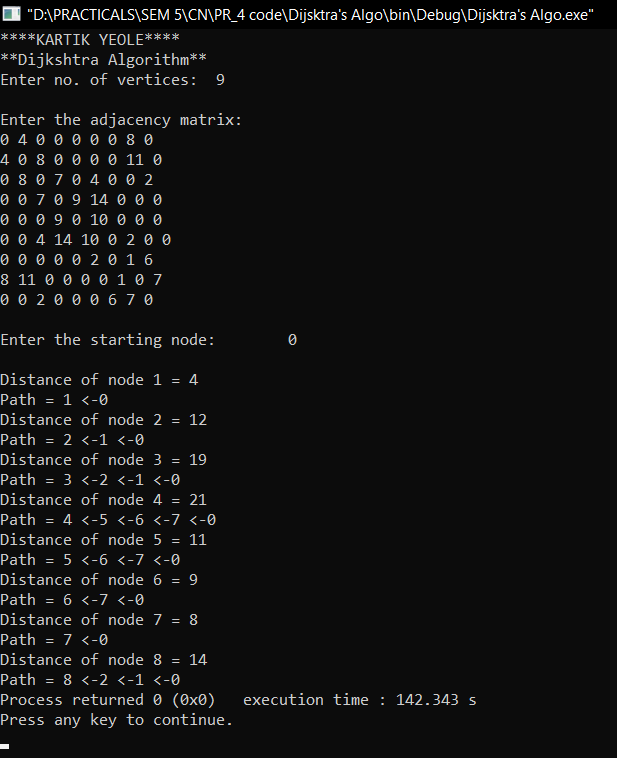 "D:\PRACTICALS\SEM 5\CN\PR_4 code\Dijsktra's Algo\bin\Debug\Dijsktra's Algo.exe"
****KARTIK YEOLE****
**Dijkshtra Algorithm**
Enter no. of vertices:  9

Enter the adjacency matrix:
0 4 0 0 0 0 0 8 0
4 0 8 0 0 0 0 11 0
0 8 0 7 0 4 0 0 2
0 0 7 0 9 14 0 0 0
0 0 0 9 0 10 0 0 0
0 0 4 14 10 0 2 0 0
0 0 0 0 0 2 0 1 6
8 11 0 0 0 0 1 0 7
0 0 2 0 0 0 6 7 0

Enter the starting node:        0

Distance of node 1 = 4
Path = 1 <-0
Distance of node 2 = 12
Path = 2 <-1 <-0
Distance of node 3 = 19
Path = 3 <-2 <-1 <-0
Distance of node 4 = 21
Path = 4 <-5 <-6 <-7 <-0
Distance of node 5 = 11
Path = 5 <-6 <-7 <-0
Distance of node 6 = 9
Path = 6 <-7 <-0
Distance of node 7 = 8
Path = 7 <-0
Distance of node 8 = 14
Path = 8 <-2 <-1 <-0
Process returned 0 (0x0)   execution time : 142.343 s
Press any key to continue.